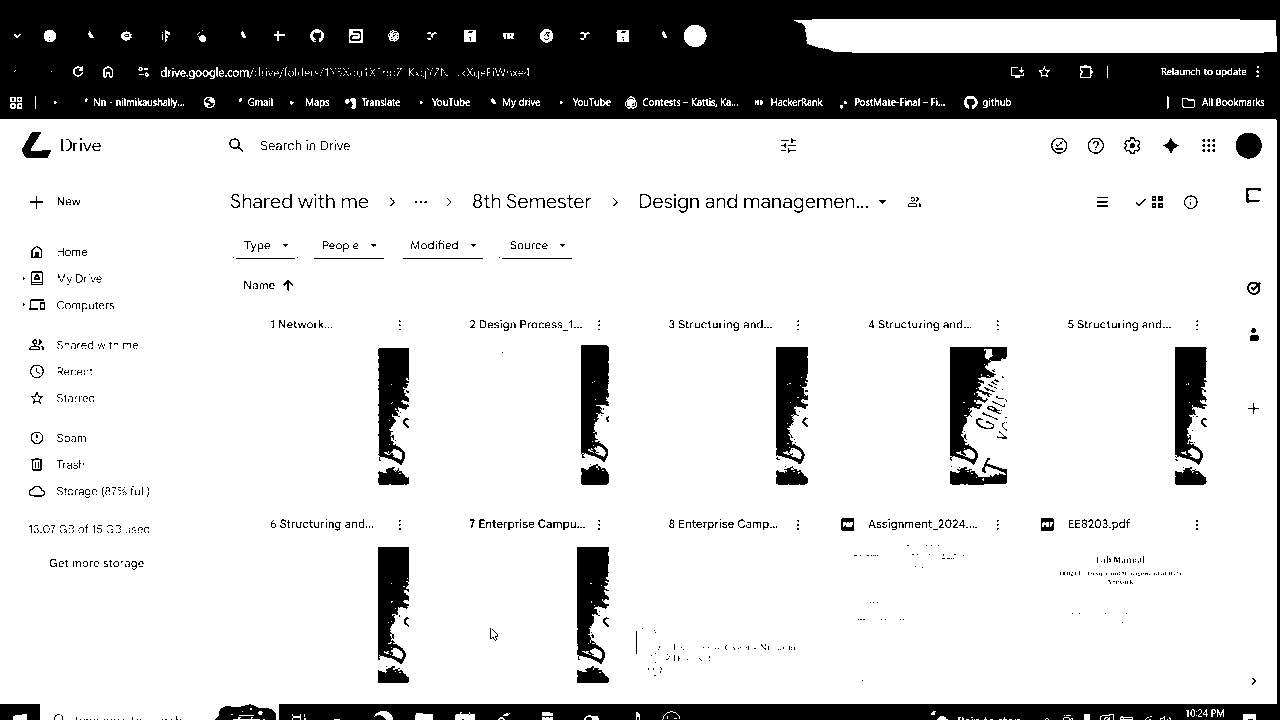 drive.google.com/drive/folders/
Relaunch to update
Nn - nilmikaushally... Gmail Maps Translate YouTube My drive YouTube Contests – Kattis, Ka... HackerRank PostMate-Final – Fi... github All Bookmarks
Drive
Search in Drive
New
Shared with me > ... > 8th Semester > Design and managemen...
Home
My Drive
Computers
Shared with me
Recent
Starred
Spam
Trash
Storage (87% full)
13.07 GB of 15 GB used
Get more storage
Type People Modified Source
Name
1 Network... 2 Design Process_1... 3 Structuring and... 4 Structuring and... 5 Structuring and...
GIRLS
6 Structuring and... 7 Enterprise Campu... 8 Enterprise Camp... Assignment_2024.... EE8203.pdf
PDF PDF
Lab Manual
Network
10:24 PM